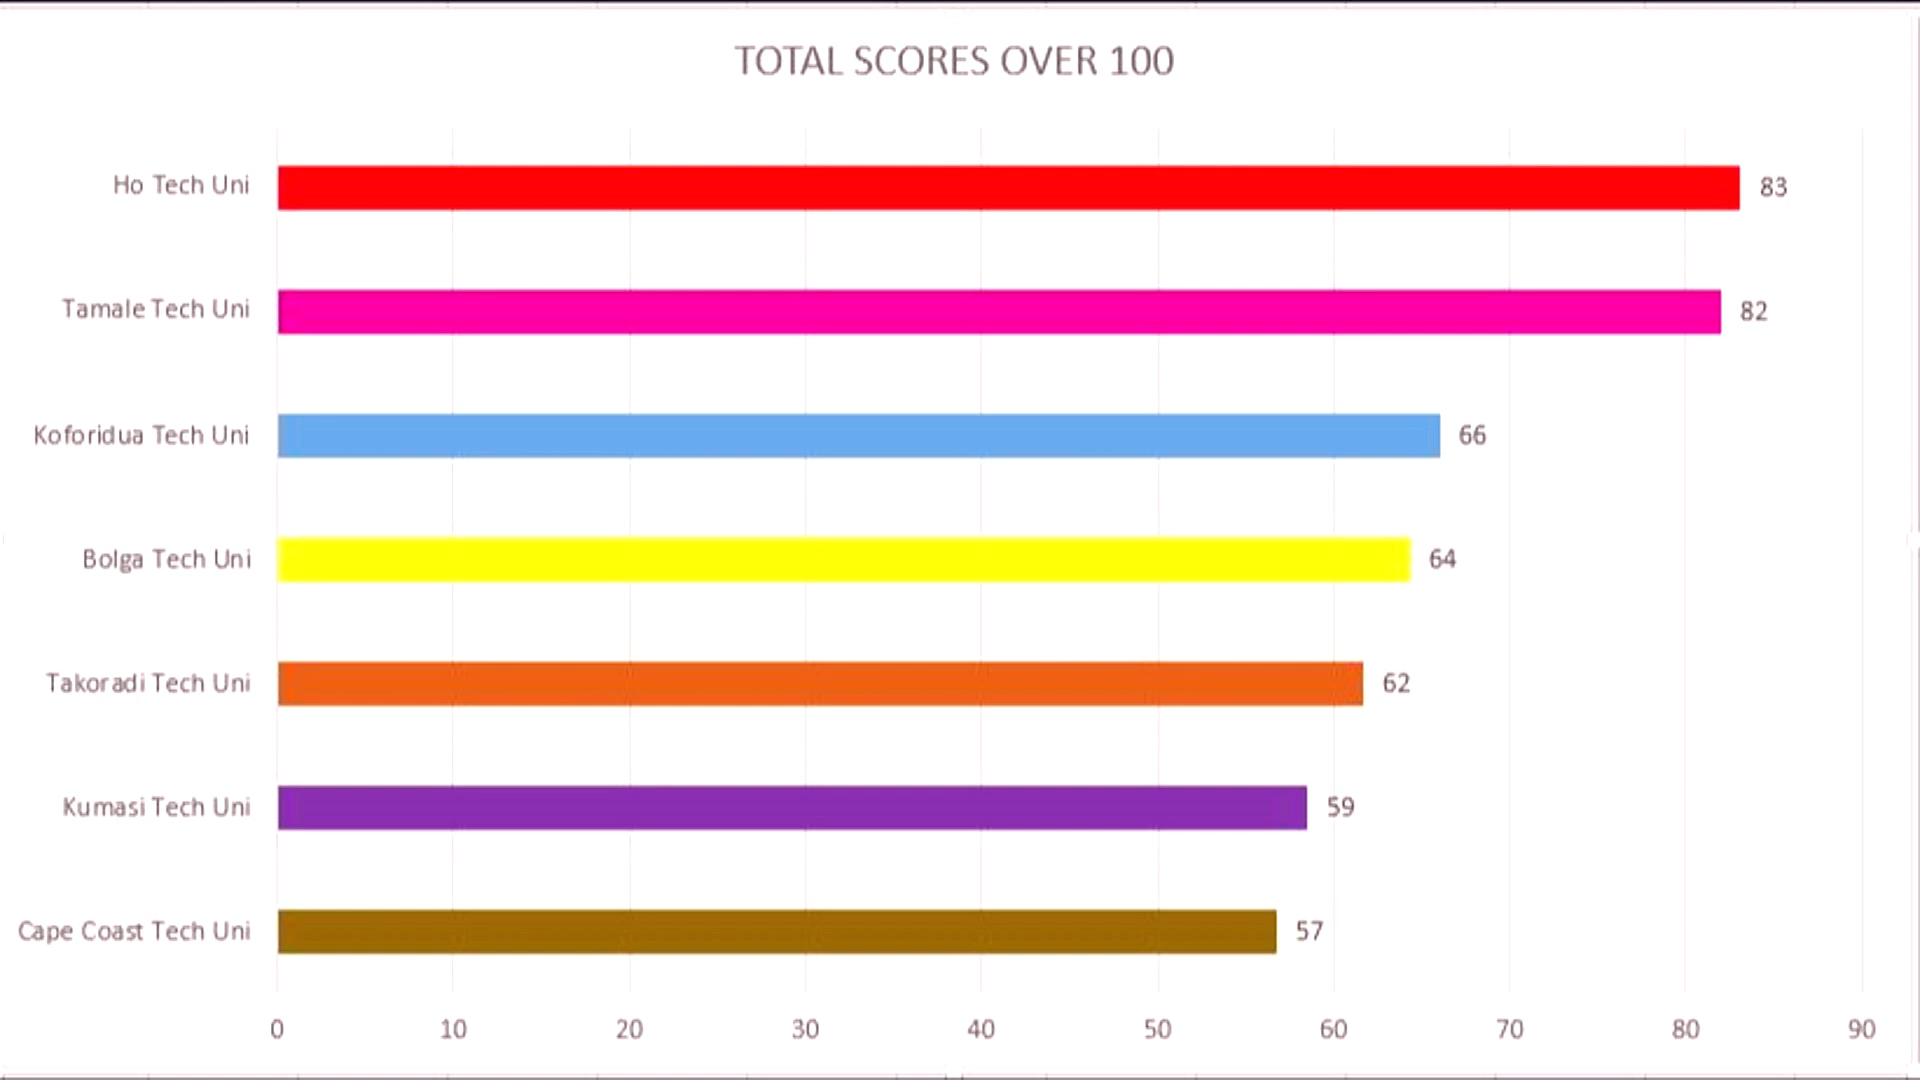 TOTAL SCORES OVER 100
Ho Tech Uni 83
Tamale Tech Uni 82
Koforidua Tech Uni 66
Bolga Tech Uni 64
Takoradi Tech Uni 62
Kumasi Tech Uni 59
Cape Coast Tech Uni 57
0 10 20 30 40 50 60 70 80 90